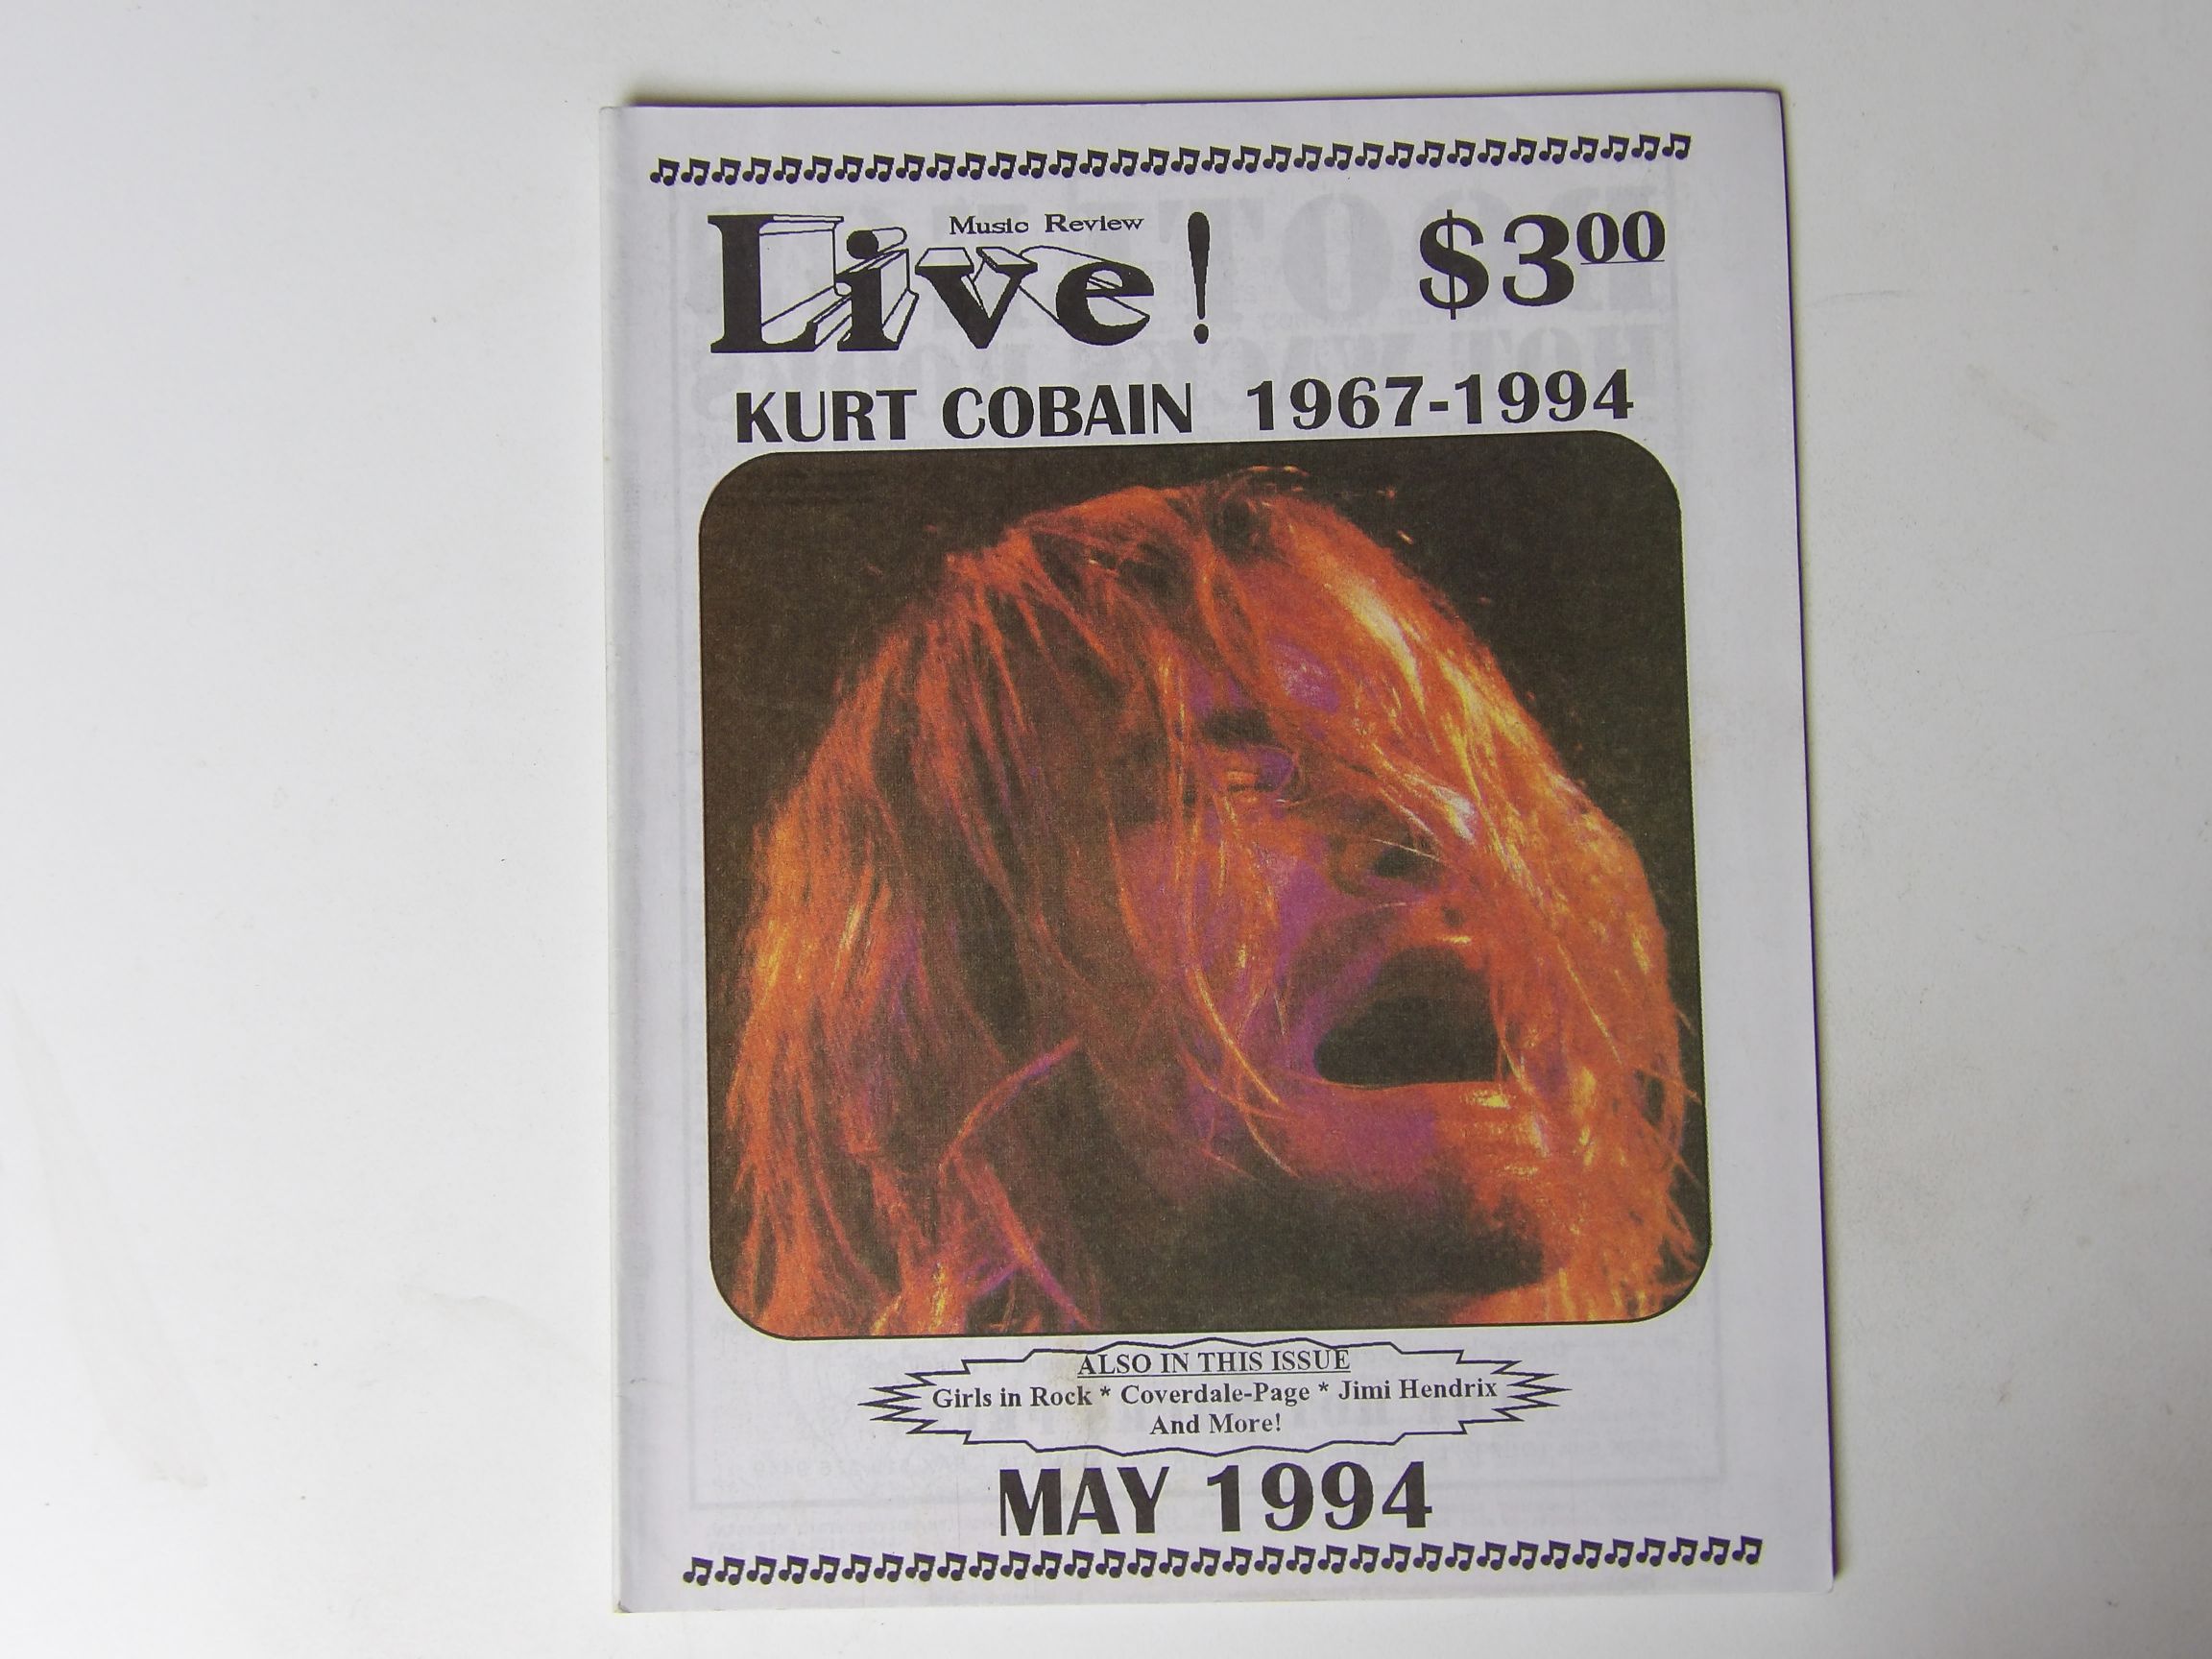 Music Review
Live!
$3 00
KURT COBAIN 1967-1994
ALSO IN THIS ISSUE
Girls in Rock * Coverdale-Page * Jimi Hendrix
And More!
MAY 1994